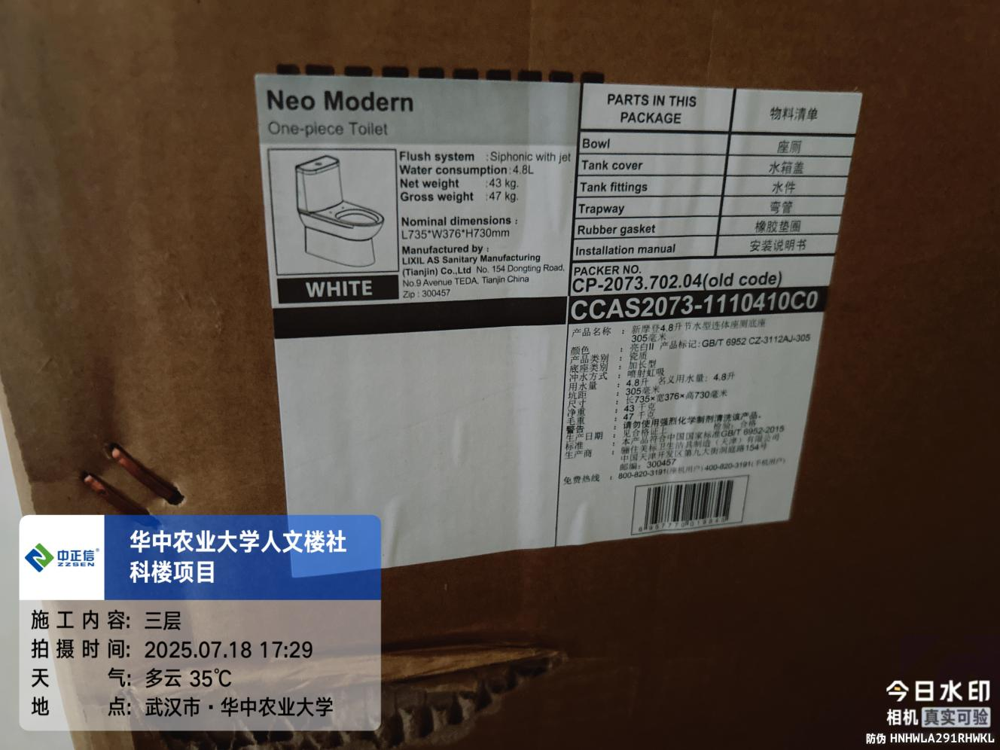 Neo Modern
One-piece Toilet
Flush system :Siphonic with jet
Water consumption:4.8L
Net weight :43 kg.
Gross weight :47 kg.
Nominal dimensions :
L735*W376*H730mm
Manufactured by :
LIXIL AS Sanitary Manufacturing
(Tianjin) Co.,Ltd No. 154 Dongting Road,
No.9 Avenue TEDA, Tianjin China
Zip : 300457
WHITE
PARTS IN THIS PACKAGE 物料清单
Bowl 座厕
Tank cover 水箱盖
Tank fittings 水件
Trapway 弯管
Rubber gasket 橡胶垫圈
Installation manual 安装说明书
PACKER NO.
CP-2073.702.04(old code)
CCAS2073-1110410C0
产品名称 : 新摩登4.8升节水型连体座厕底座
305毫米
颜色 : 亮白II 产品标记:GB/T 6952 CZ-3112AJ-305
产品类别 : 瓷质
底座类别 : 加长型
冲水方式 : 喷射虹吸
用水量 : 4.8升 名义用水量: 4.8升
坑距 : 305毫米
尺寸 : 长735×宽376×高730毫米
净重 : 43 千克
毛重 : 47 千克
警告 : 请勿使用强烈化学制剂清洗该产品。
生产日期 : 见合格证上 检验: 合格
标准 : 本产品符合中国国家标准GB/T 6952-2015
生产商 : 骊住美标卫生洁具制造(天津)有限公司
中国天津开发区第九大街洞庭路154号
邮编: 300457
免费热线 : 800-820-3191(座机用户)400-820-3191(手机用户)
中正信®
ZZSEN
华中农业大学人文楼社
科楼项目
施工内容: 三层
拍摄时间: 2025.07.18 17:29
天气: 多云 35℃
地点: 武汉市·华中农业大学
今日水印
相机 真实可验
防伪 HNHWLA291RHWKL